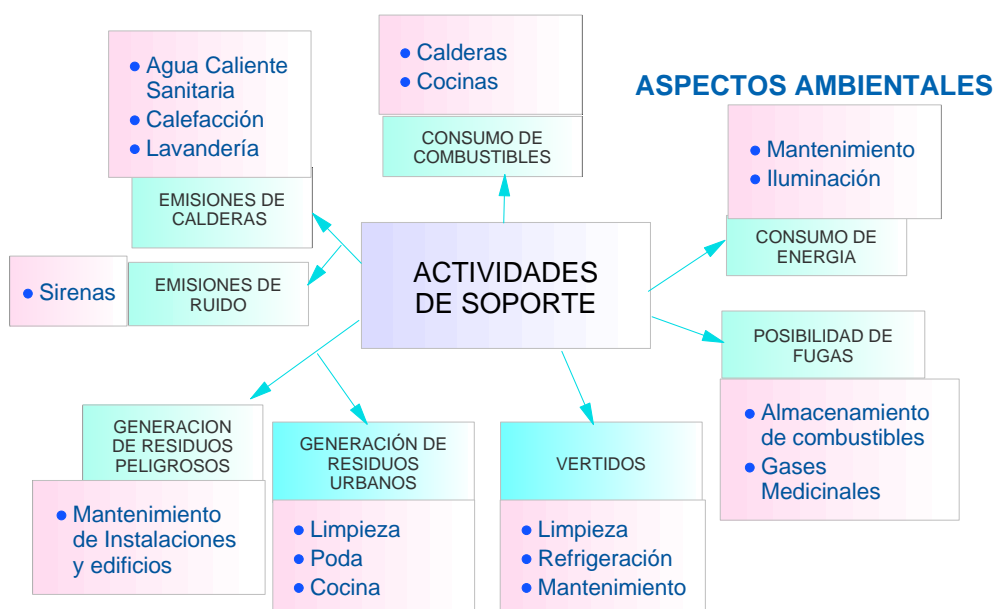 ASPECTOS AMBIENTALES
Agua Caliente
Sanitaria
Calefacción
Lavandería
EMISIONES DE
CALDERAS
Calderas
Cocinas
CONSUMO DE
COMBUSTIBLES
Mantenimiento
Iluminación
CONSUMO DE
ENERGIA
Sirenas
EMISIONES DE
RUIDO
ACTIVIDADES
DE SOPORTE
POSIBILIDAD DE
FUGAS
Almacenamiento
de combustibles
Gases
Medicinales
GENERACION
DE RESIDUOS
PELIGROSOS
Mantenimiento
de Instalaciones
y edificios
GENERACIÓN DE
RESIDUOS
URBANOS
Limpieza
Poda
Cocina
VERTIDOS
Limpieza
Refrigeración
Mantenimiento